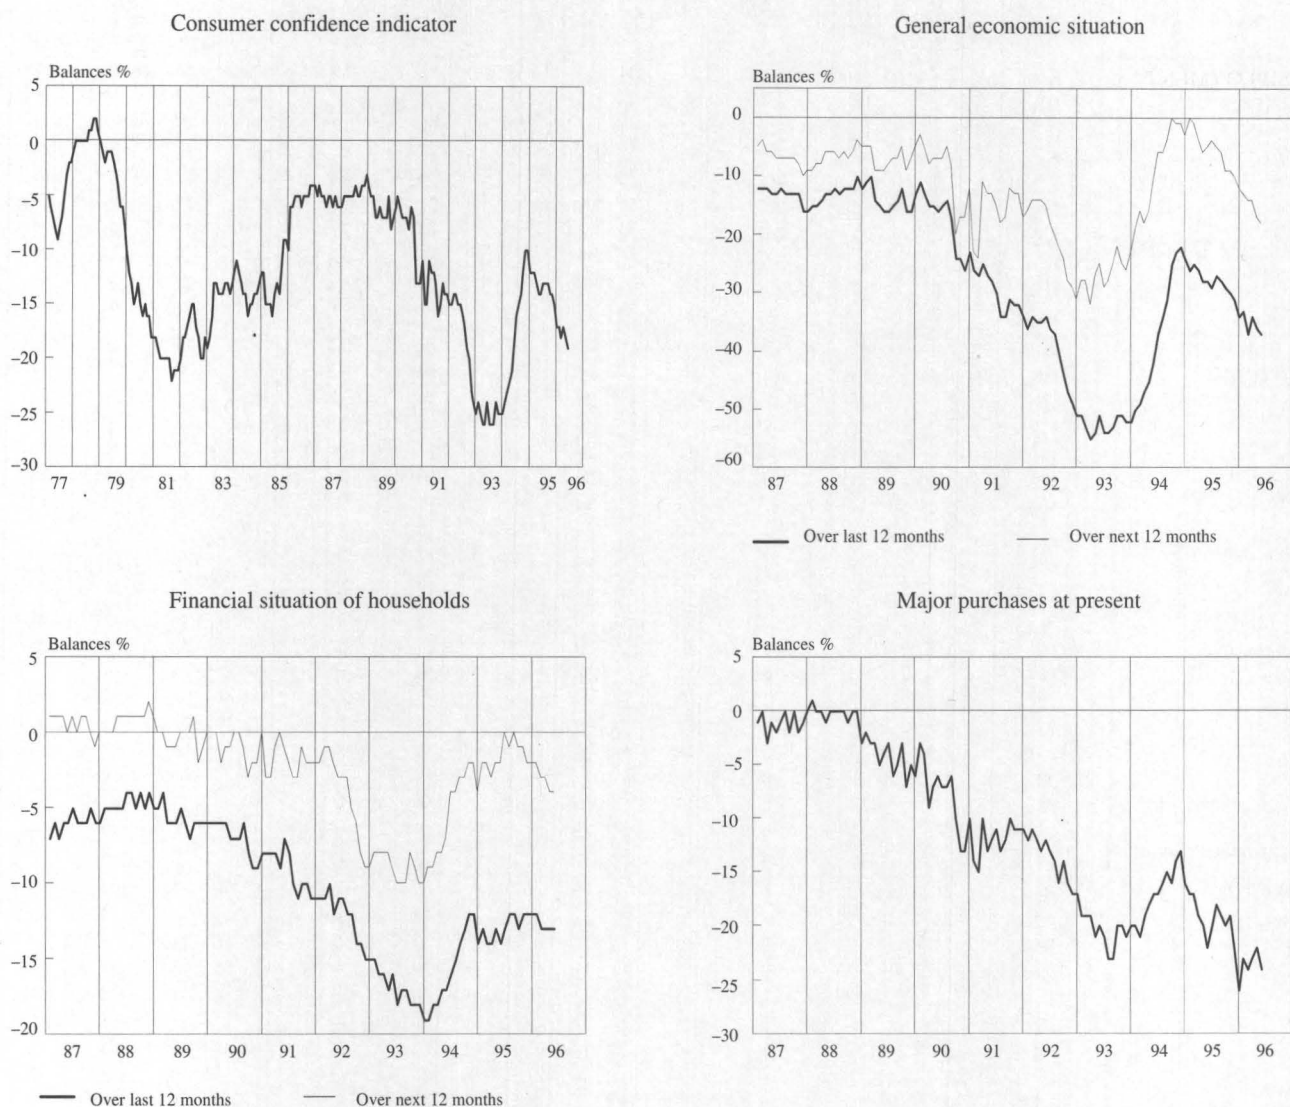 Consumer confidence indicator
Balances %
5
0
–5
–10
–15
–20
–25
–30
77 79 81 83 85 87 89 91 93 95 96
General economic situation
Balances %
0
–10
–20
–30
–40
–50
–60
87 88 89 90 91 92 93 94 95 96
Over last 12 months Over next 12 months
Financial situation of households
Balances %
5
0
–5
–10
–15
–20
87 88 89 90 91 92 93 94 95 96
Over last 12 months Over next 12 months
Major purchases at present
Balances %
5
0
–5
–10
–15
–20
–25
–30
87 88 89 90 91 92 93 94 95 96